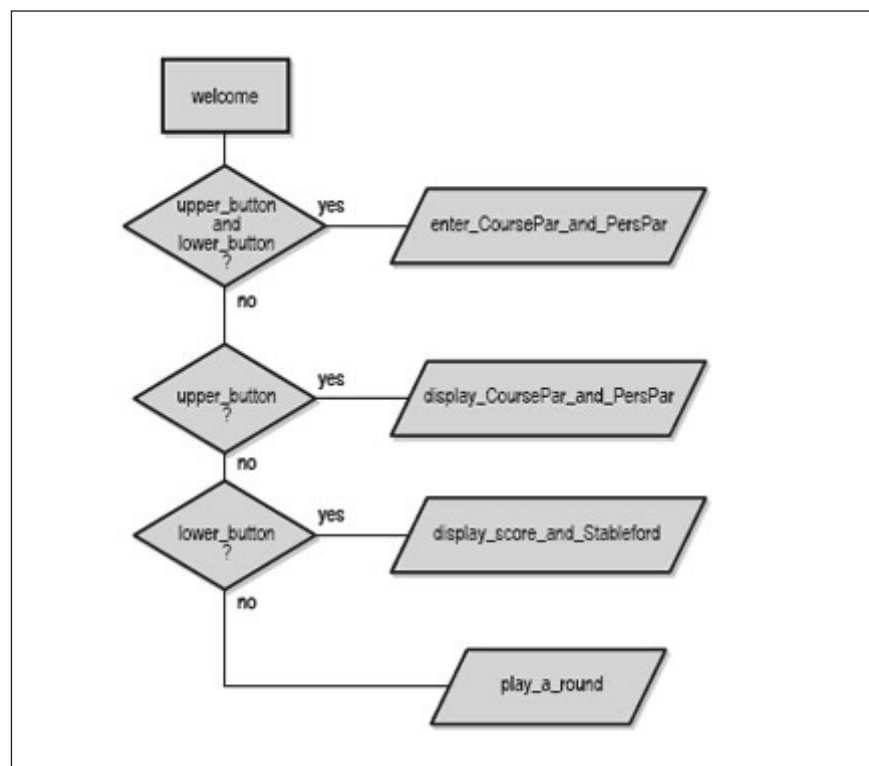 welcome
upper_button
and
lower_button
?
yes
enter_CoursePar_and_PersPar
no
upper_button
?
yes
display_CoursePar_and_PersPar
no
lower_button
?
yes
display_score_and_Stableford
no
play_a_round